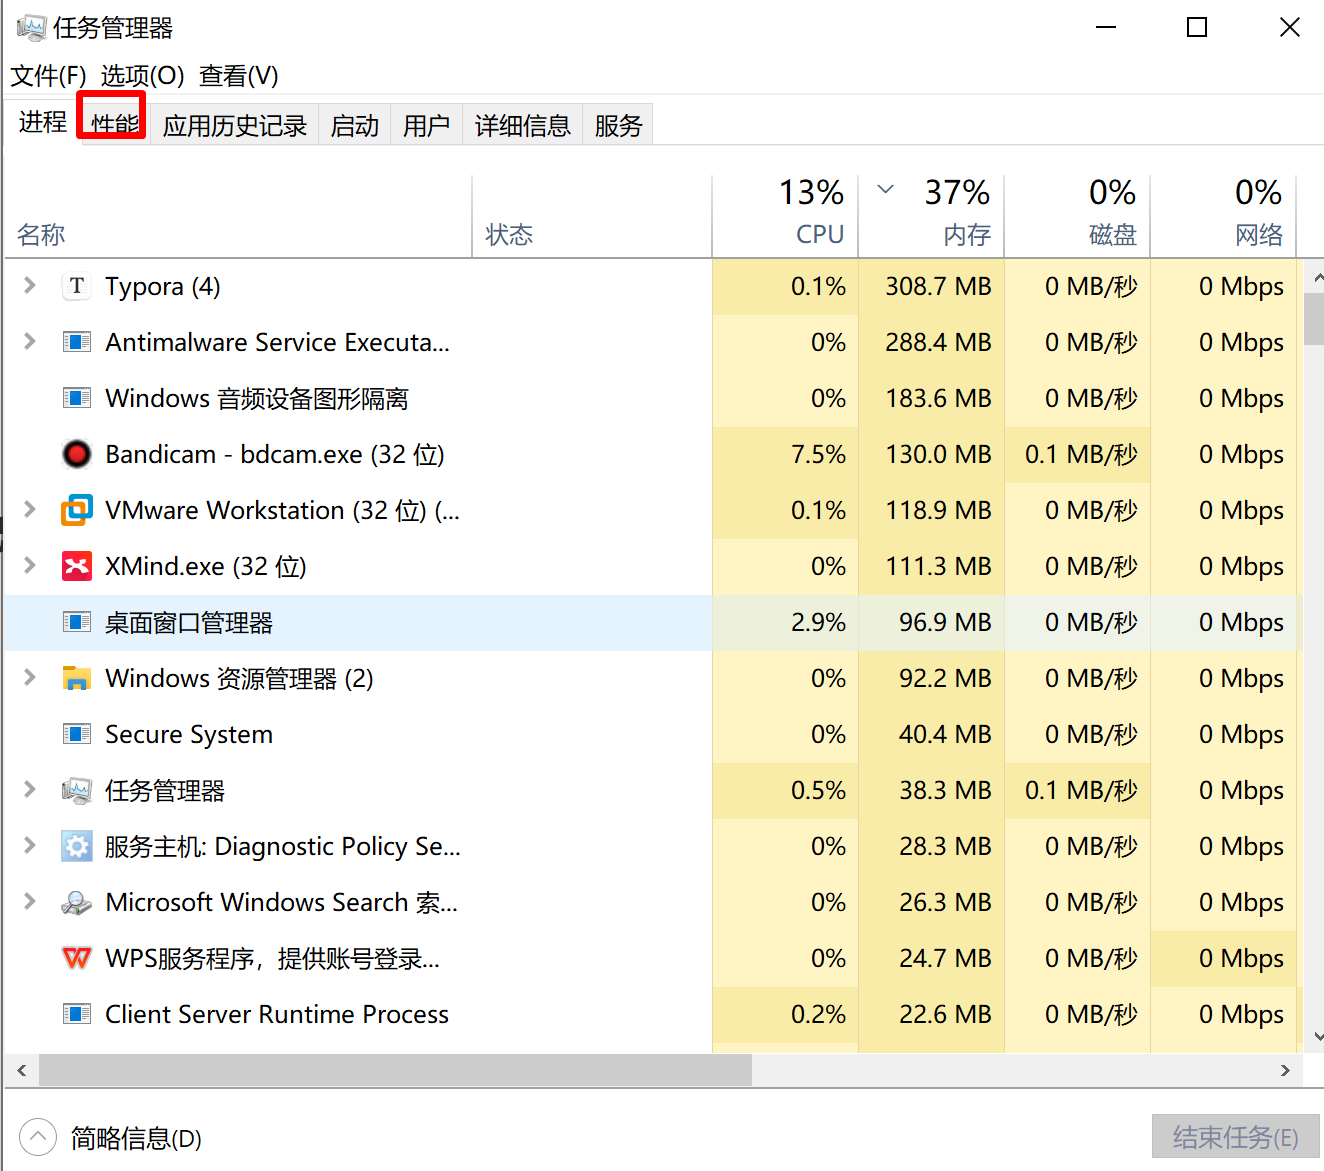 任务管理器
文件(F) 选项(O) 查看(V)
进程 性能 应用历史记录 启动 用户 详细信息 服务
13% 37% 0% 0%
名称 状态 CPU 内存 磁盘 网络
T Typora (4) 0.1% 308.7 MB 0 MB/秒 0 Mbps
Antimalware Service Executa... 0% 288.4 MB 0 MB/秒 0 Mbps
Windows 音频设备图形隔离 0% 183.6 MB 0 MB/秒 0 Mbps
Bandicam - bdcam.exe (32 位) 7.5% 130.0 MB 0.1 MB/秒 0 Mbps
VMware Workstation (32 位) (... 0.1% 118.9 MB 0 MB/秒 0 Mbps
XMind.exe (32 位) 0% 111.3 MB 0 MB/秒 0 Mbps
桌面窗口管理器 2.9% 96.9 MB 0 MB/秒 0 Mbps
Windows 资源管理器 (2) 0% 92.2 MB 0 MB/秒 0 Mbps
Secure System 0% 40.4 MB 0 MB/秒 0 Mbps
任务管理器 0.5% 38.3 MB 0.1 MB/秒 0 Mbps
服务主机: Diagnostic Policy Se... 0% 28.3 MB 0 MB/秒 0 Mbps
Microsoft Windows Search 索... 0% 26.3 MB 0 MB/秒 0 Mbps
WPS服务程序，提供账号登录... 0% 24.7 MB 0 MB/秒 0 Mbps
Client Server Runtime Process 0.2% 22.6 MB 0 MB/秒 0 Mbps
简略信息(D) 结束任务(E)